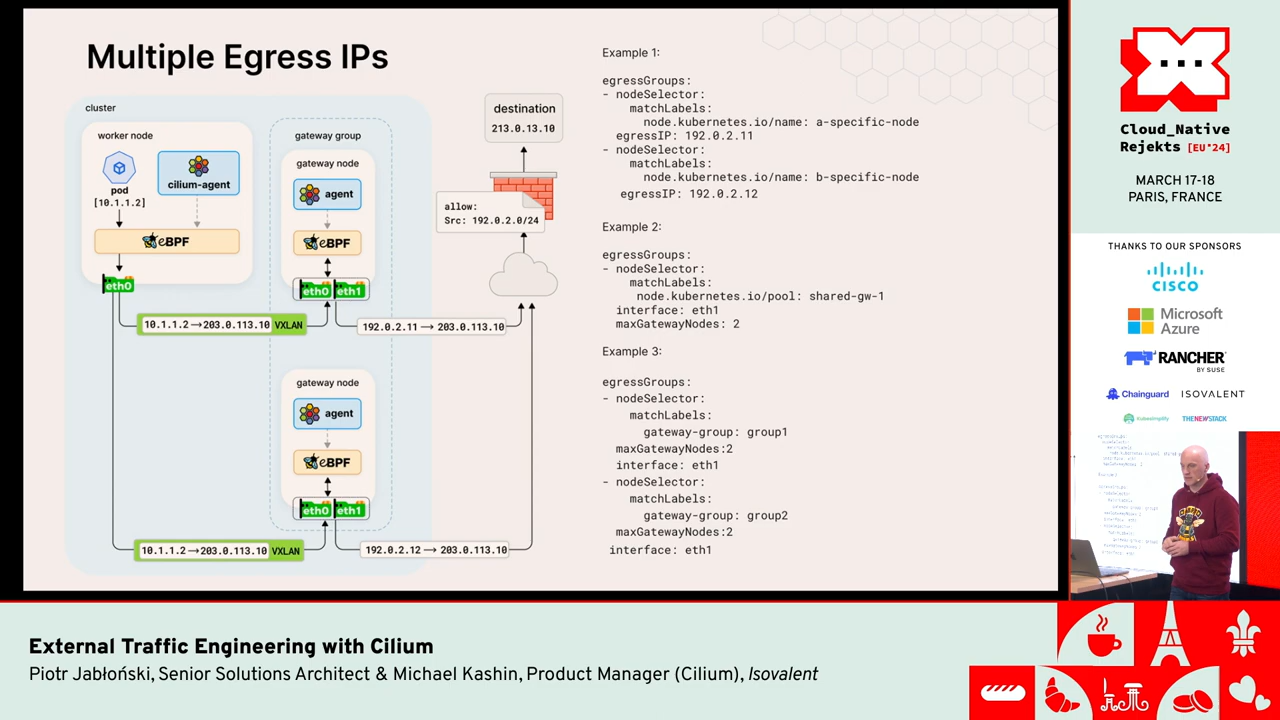 Multiple Egress IPs
cluster
worker node
pod
[10.1.1.2]
cilium-agent
eBPF
eth0
gateway group
gateway node
agent
eBPF
eth0 eth1
10.1.1.2→203.0.113.10 VXLAN
192.0.2.11 → 203.0.113.10
gateway node
agent
eBPF
eth0 eth1
10.1.1.2→203.0.113.10 VXLAN
192.0.2.12 → 203.0.113.10
destination
213.0.13.10
allow:
Src: 192.0.2.0/24
Example 1:
egressGroups:
- nodeSelector:
matchLabels:
node.kubernetes.io/name: a-specific-node
egressIP: 192.0.2.11
- nodeSelector:
matchLabels:
node.kubernetes.io/name: b-specific-node
egressIP: 192.0.2.12
Example 2:
egressGroups:
- nodeSelector:
matchLabels:
node.kubernetes.io/pool: shared-gw-1
interface: eth1
maxGatewayNodes: 2
Example 3:
egressGroups:
- nodeSelector:
matchLabels:
gateway-group: group1
maxGatewayNodes:2
interface: eth1
- nodeSelector:
matchLabels:
gateway-group: group2
maxGatewayNodes:2
interface: eth1
Cloud_Native
Rejekts [EU'24]
MARCH 17-18
PARIS, FRANCE
THANKS TO OUR SPONSORS
CISCO
Microsoft
Azure
RANCHER
BY SUSE
Chainguard ISOVALENT
Kubesimplify THENEWSTACK
External Traffic Engineering with Cilium
Piotr Jabłoński, Senior Solutions Architect & Michael Kashin, Product Manager (Cilium), Isovalent